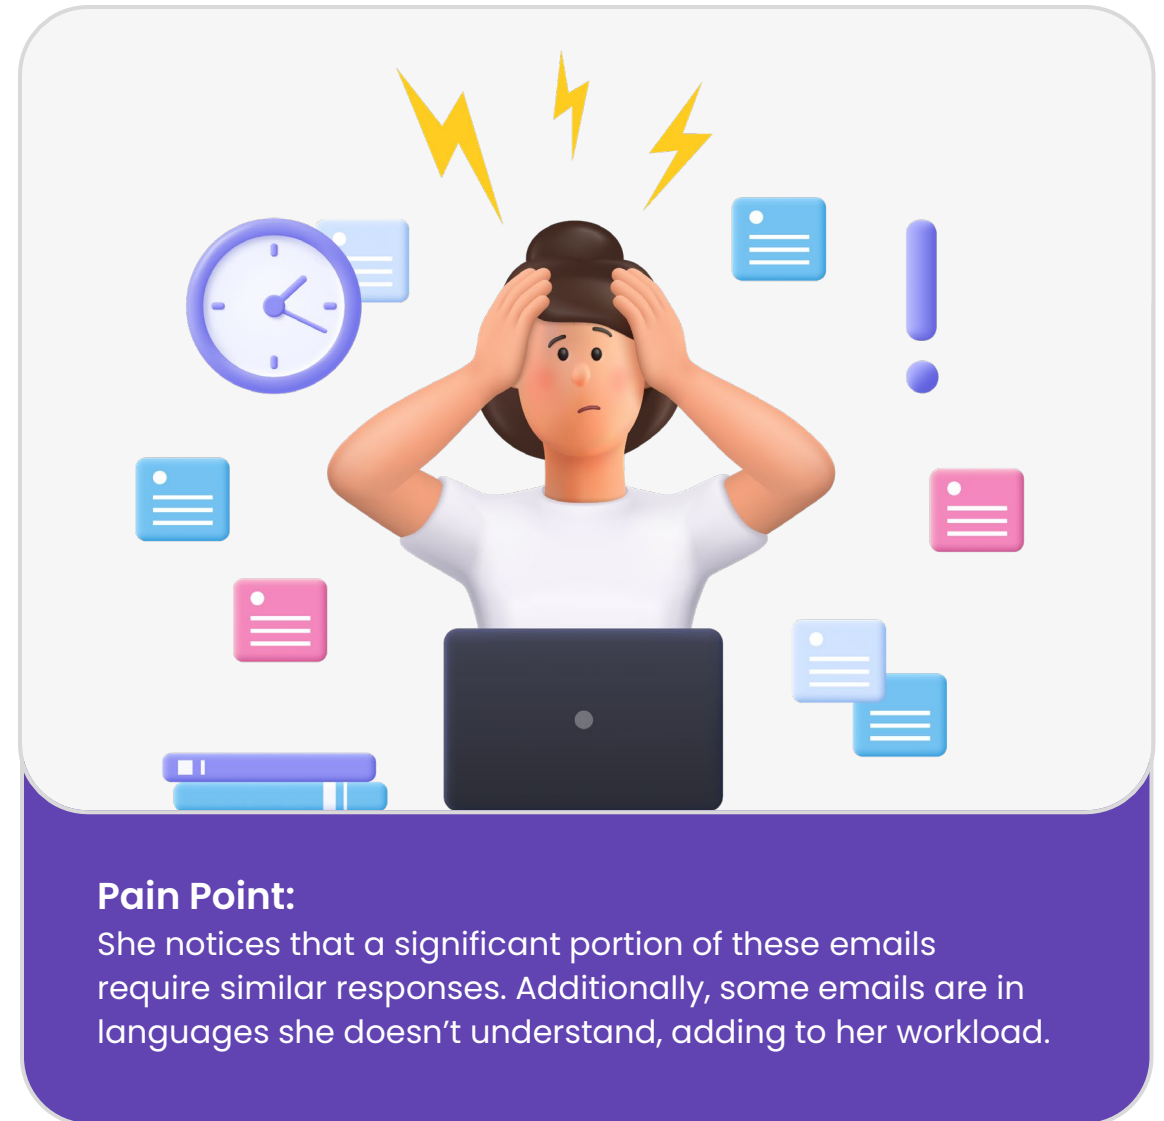 Pain Point:
She notices that a significant portion of these emails
require similar responses. Additionally, some emails are in
languages she doesn’t understand, adding to her workload.